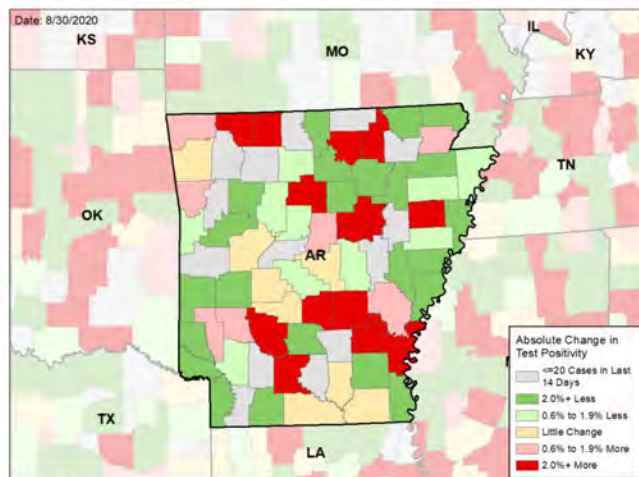 Date: 8/30/2020
KS
MO
IL
KY
OK
AR
TN
TX
LA
Absolute Change in
Test Positivity
<=20 Cases in Last
14 Days
2.0%+ Less
0.6% to 1.9% Less
Little Change
0.6% to 1.9% More
2.0%+ More